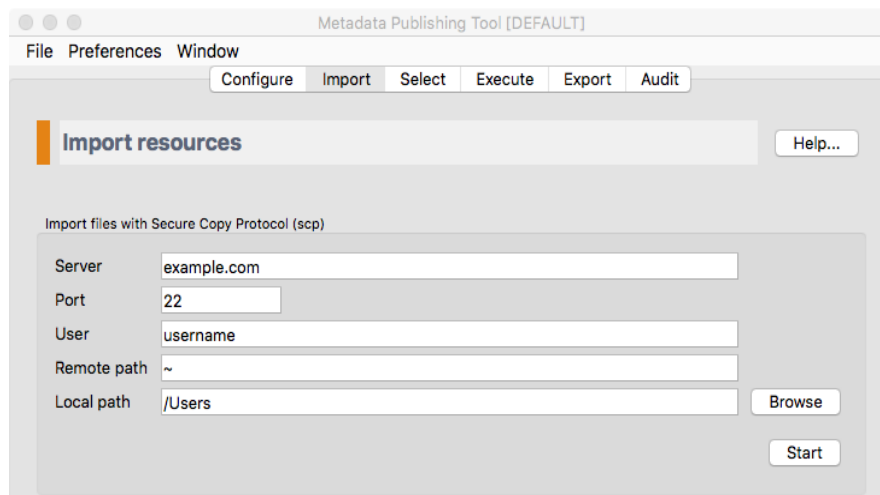 Metadata Publishing Tool [DEFAULT]
File Preferences Window
Configure Import Select Execute Export Audit
Import resources
Help...
Import files with Secure Copy Protocol (scp)
Server example.com
Port 22
User username
Remote path ~
Local path /Users Browse
Start